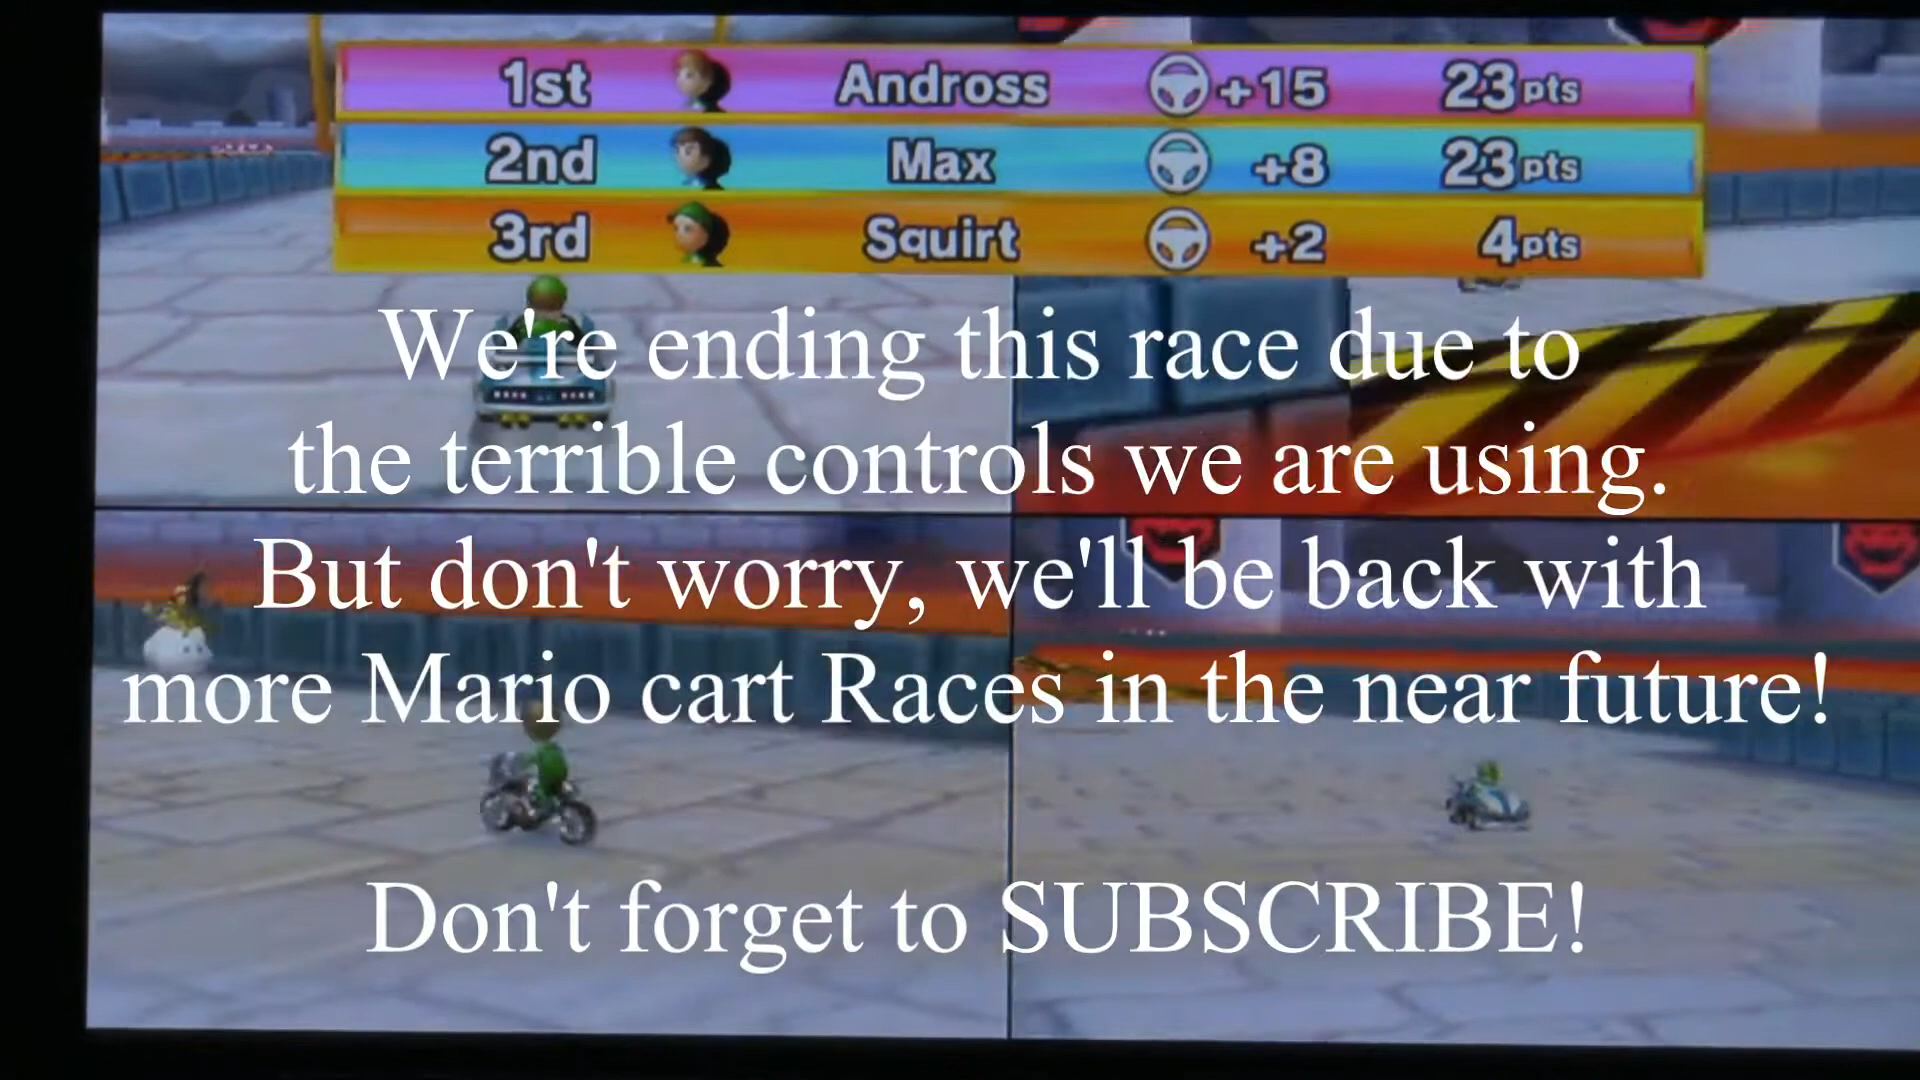 1st Andross +15 23pts
2nd Max +8 23pts
3rd Squirt +2 4pts
We're ending this race due to
the terrible controls we are using.
But don't worry, we'll be back with
more Mario cart Races in the near future!
Don't forget to SUBSCRIBE!